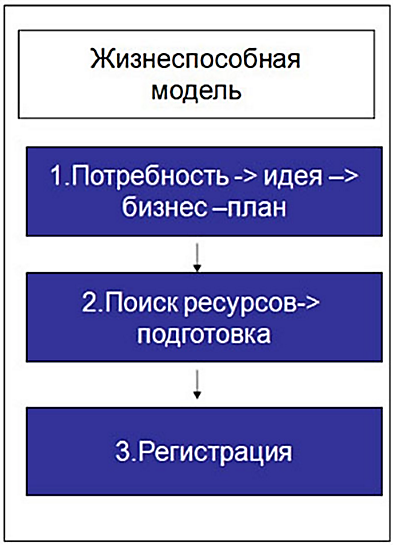 Жизнеспособная
модель
1.Потребность -> идея –>
бизнес –план
2.Поиск ресурсов->
подготовка
3.Регистрация